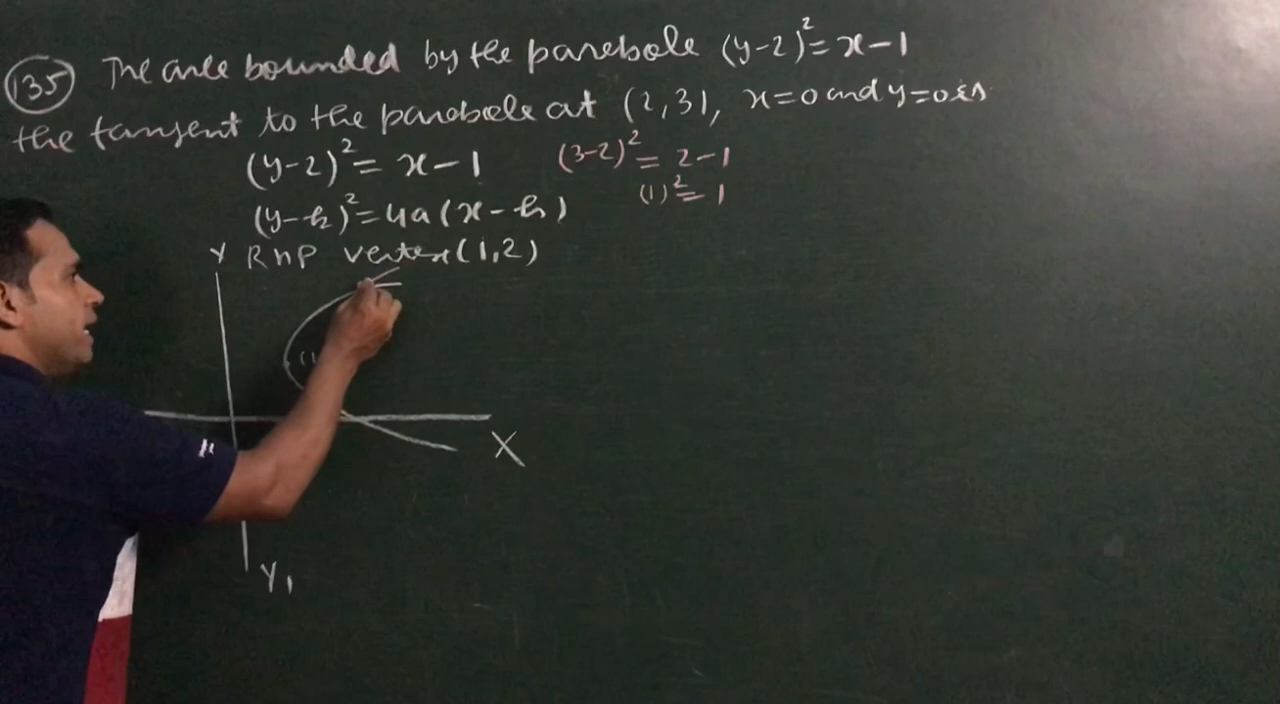 (135) The area bounded by the parabola (y-2)²=x-1
the tangent to the parabola at (2,3), x=0 and y=0 is
(y-2)²=x-1 (3-2)²=2-1
(1)²=1
(y-k)²=4a(x-h)
Y RHP vertex(1,2)
(1
X
Y₁